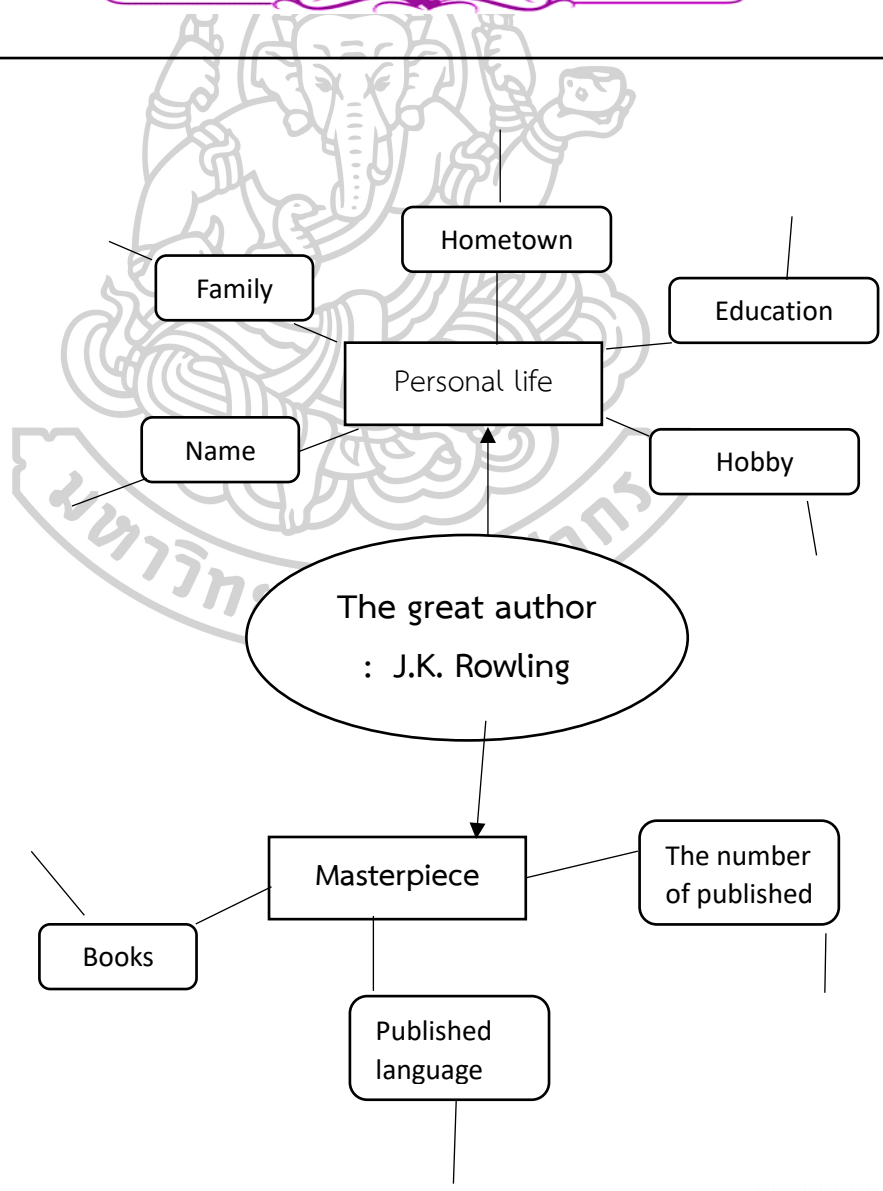 Hometown
Family
Education
Personal life
Name
Hobby
The great author
: J.K. Rowling
Masterpiece
The number
of published
Books
Published
language